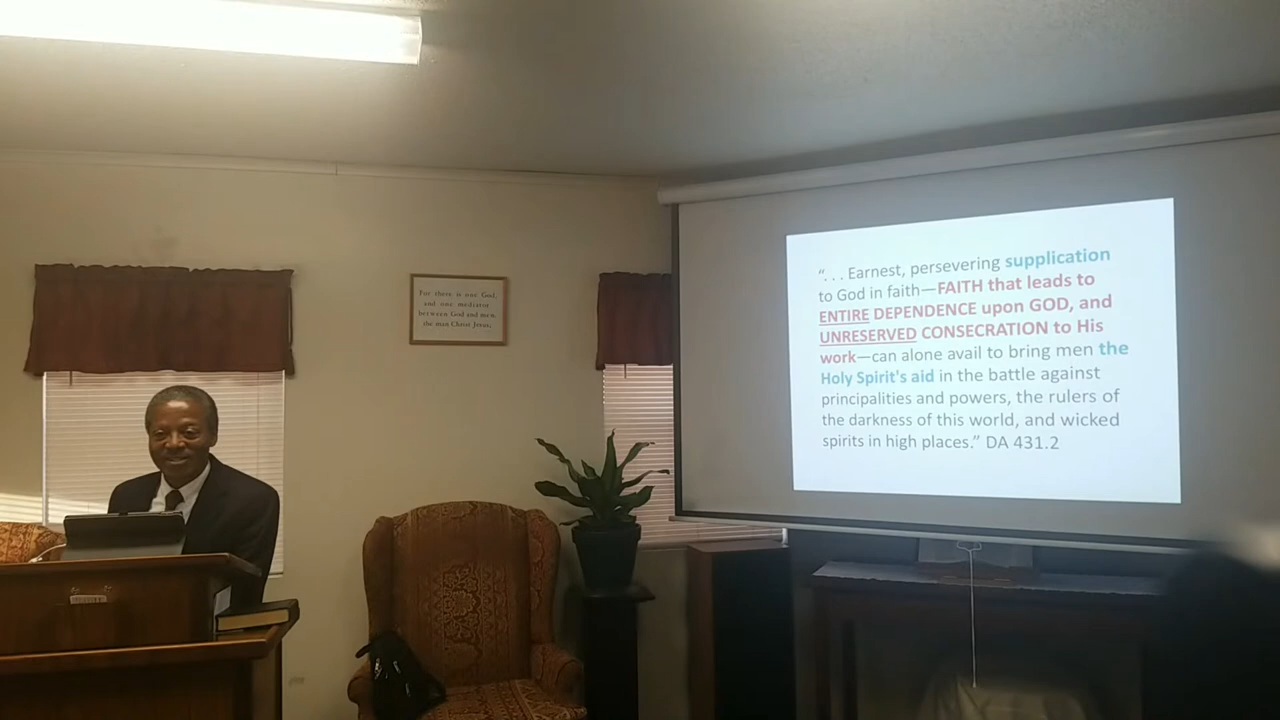 For there is one God,
and one mediator
between God and men,
the man Christ Jesus;
“. . . Earnest, persevering supplication
to God in faith—FAITH that leads to
ENTIRE DEPENDENCE upon GOD, and
UNRESERVED CONSECRATION to His
work—can alone avail to bring men the
Holy Spirit's aid in the battle against
principalities and powers, the rulers of
the darkness of this world, and wicked
spirits in high places.” DA 431.2